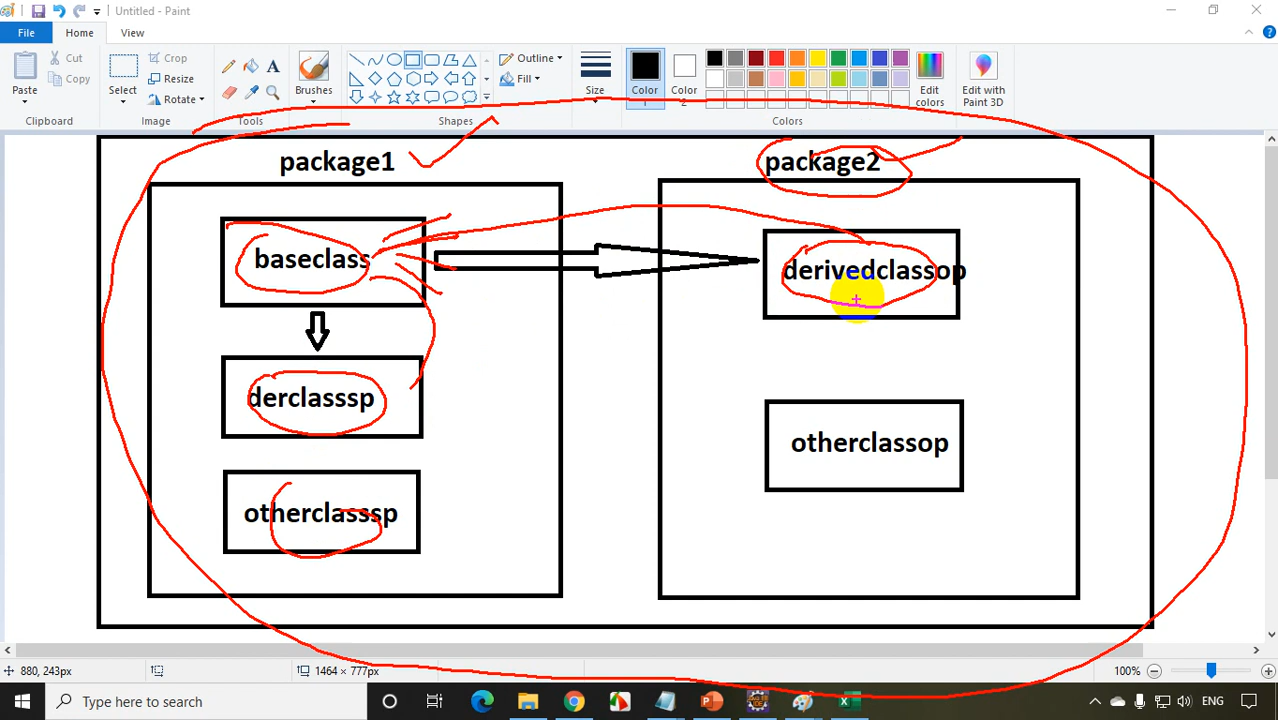 Untitled - Paint
File
Home
View
Paste
Cut
Copy
Clipboard
Select
Crop
Resize
Rotate
Image
A
Tools
Brushes
Shapes
Outline
Fill
Size
Color
1
Color
2
Edit
colors
Colors
Edit with
Paint 3D
package1
package2
baseclass
derivedclassop
derclasssp
otherclassop
otherclasssp
880, 243px
1464 × 777px
100%
Type here to search
ENG